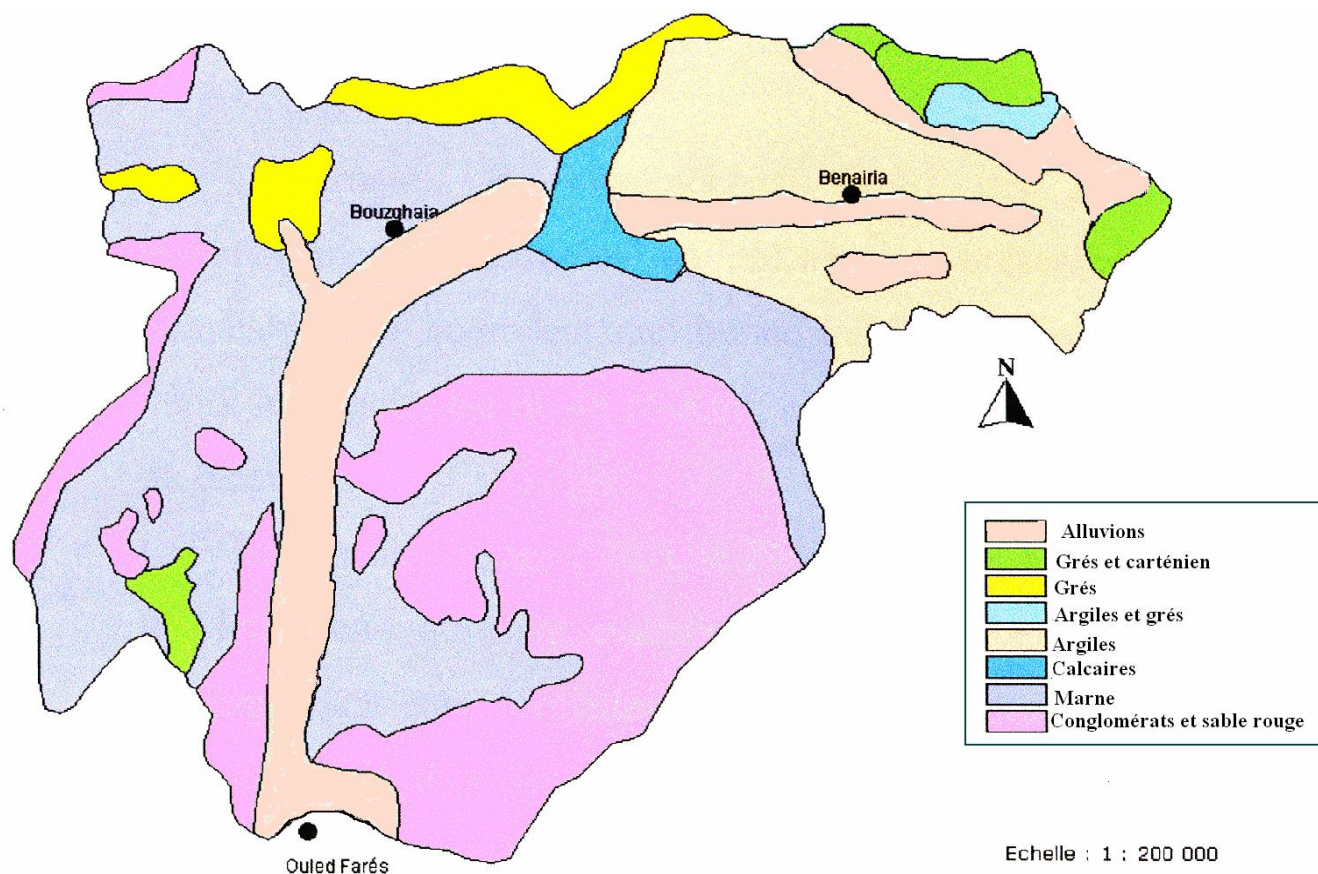 Benairia
Bouzghaia
N
Alluvions
Grés et carténien
Grés
Argiles et grés
Argiles
Calcaires
Marne
Conglomérats et sable rouge
Ouled Farés
Echelle : 1 : 200 000